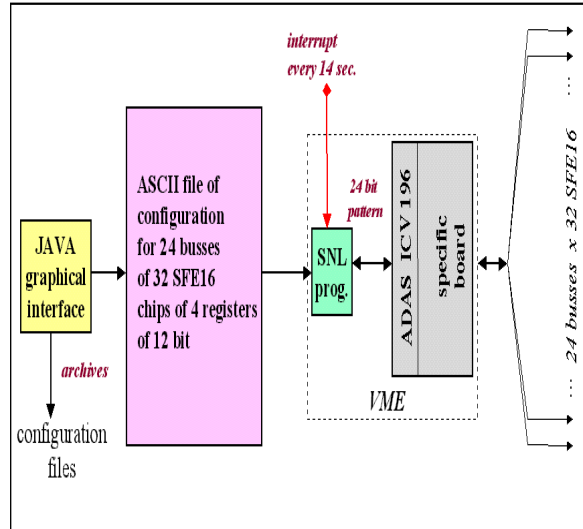 interrupt
every 14 sec.
ASCII file of
configuration
for 24 busses
of 32 SFE16
chips of 4 registers
of 12 bit
24 bit
pattern
JAVA
graphical
interface
SNL
prog.
ADAS ICV 196
specific
board
archives
configuration
files
VME
... 24 busses x 32 SFE16 ...